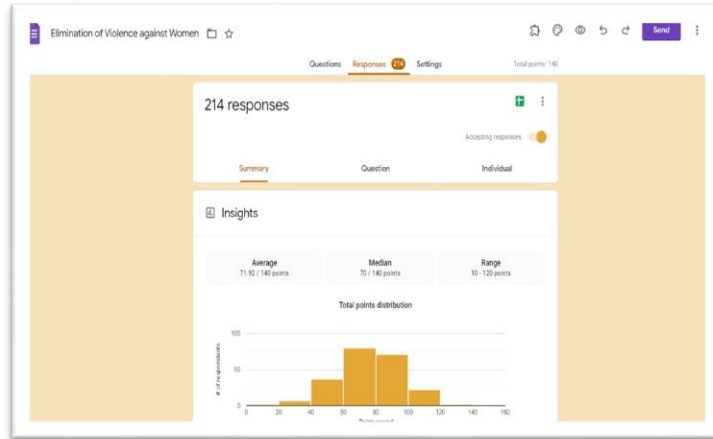 Elimination of Violence against Women
Send
Questions Responses 214 Settings
Total points: 140
214 responses
Accepting responses
Summary Question Individual
Insights
Average Median Range
71.92 / 140 points 70 / 140 points 10 - 120 points
Total points distribution
# of respondents
100
50
0
0 20 40 60 80 100 120 140 160
Points scored